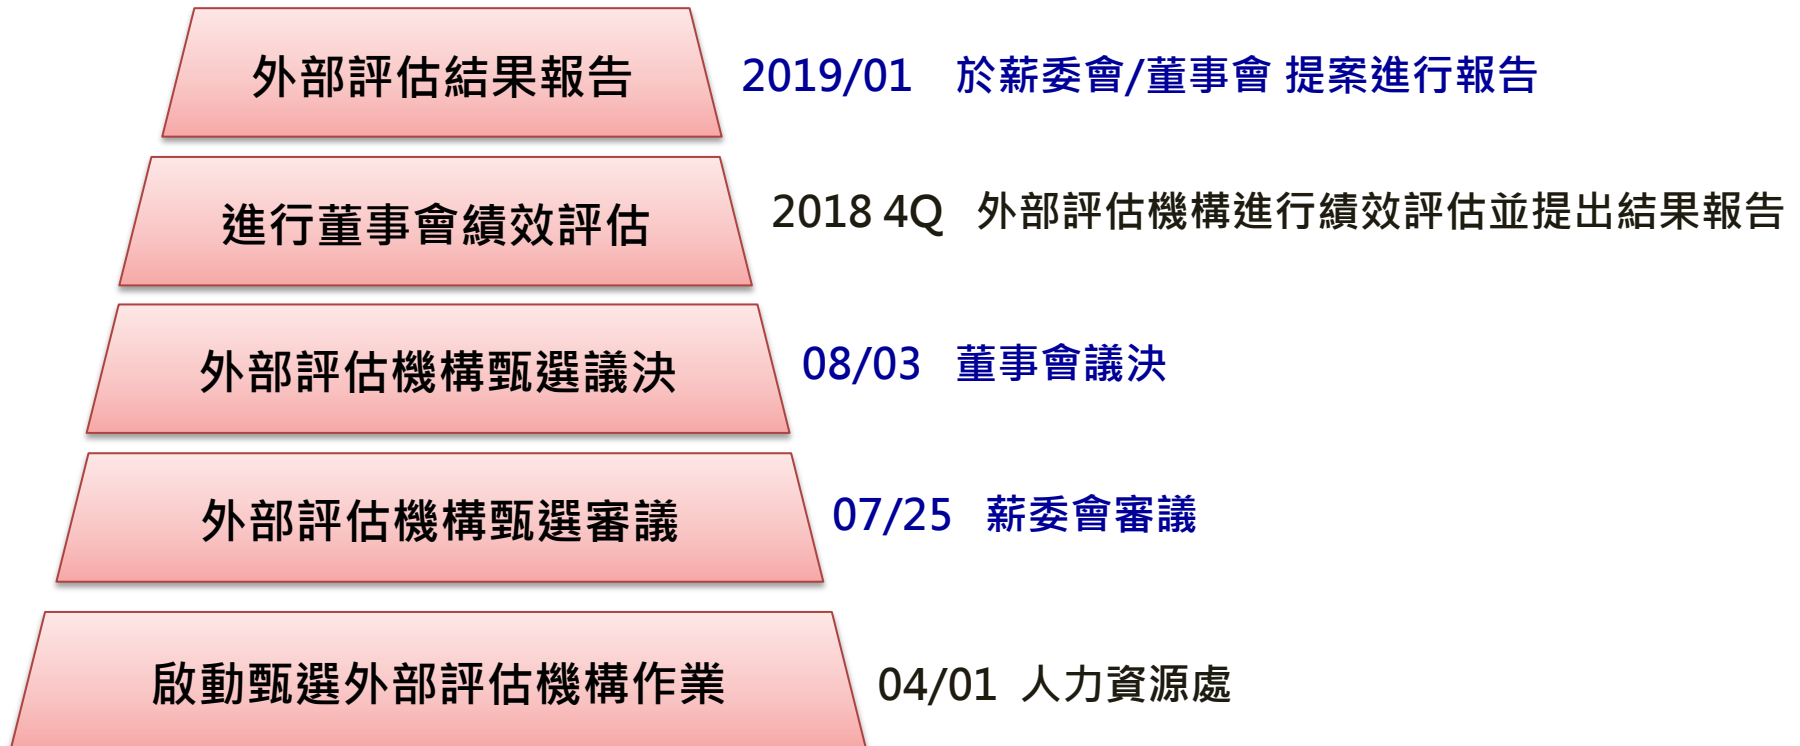 外部評估結果報告 2019/01 於薪委會/董事會 提案進行報告
進行董事會績效評估 2018 4Q 外部評估機構進行績效評估並提出結果報告
外部評估機構甄選議決 08/03 董事會議決
外部評估機構甄選審議 07/25 薪委會審議
啟動甄選外部評估機構作業 04/01 人力資源處